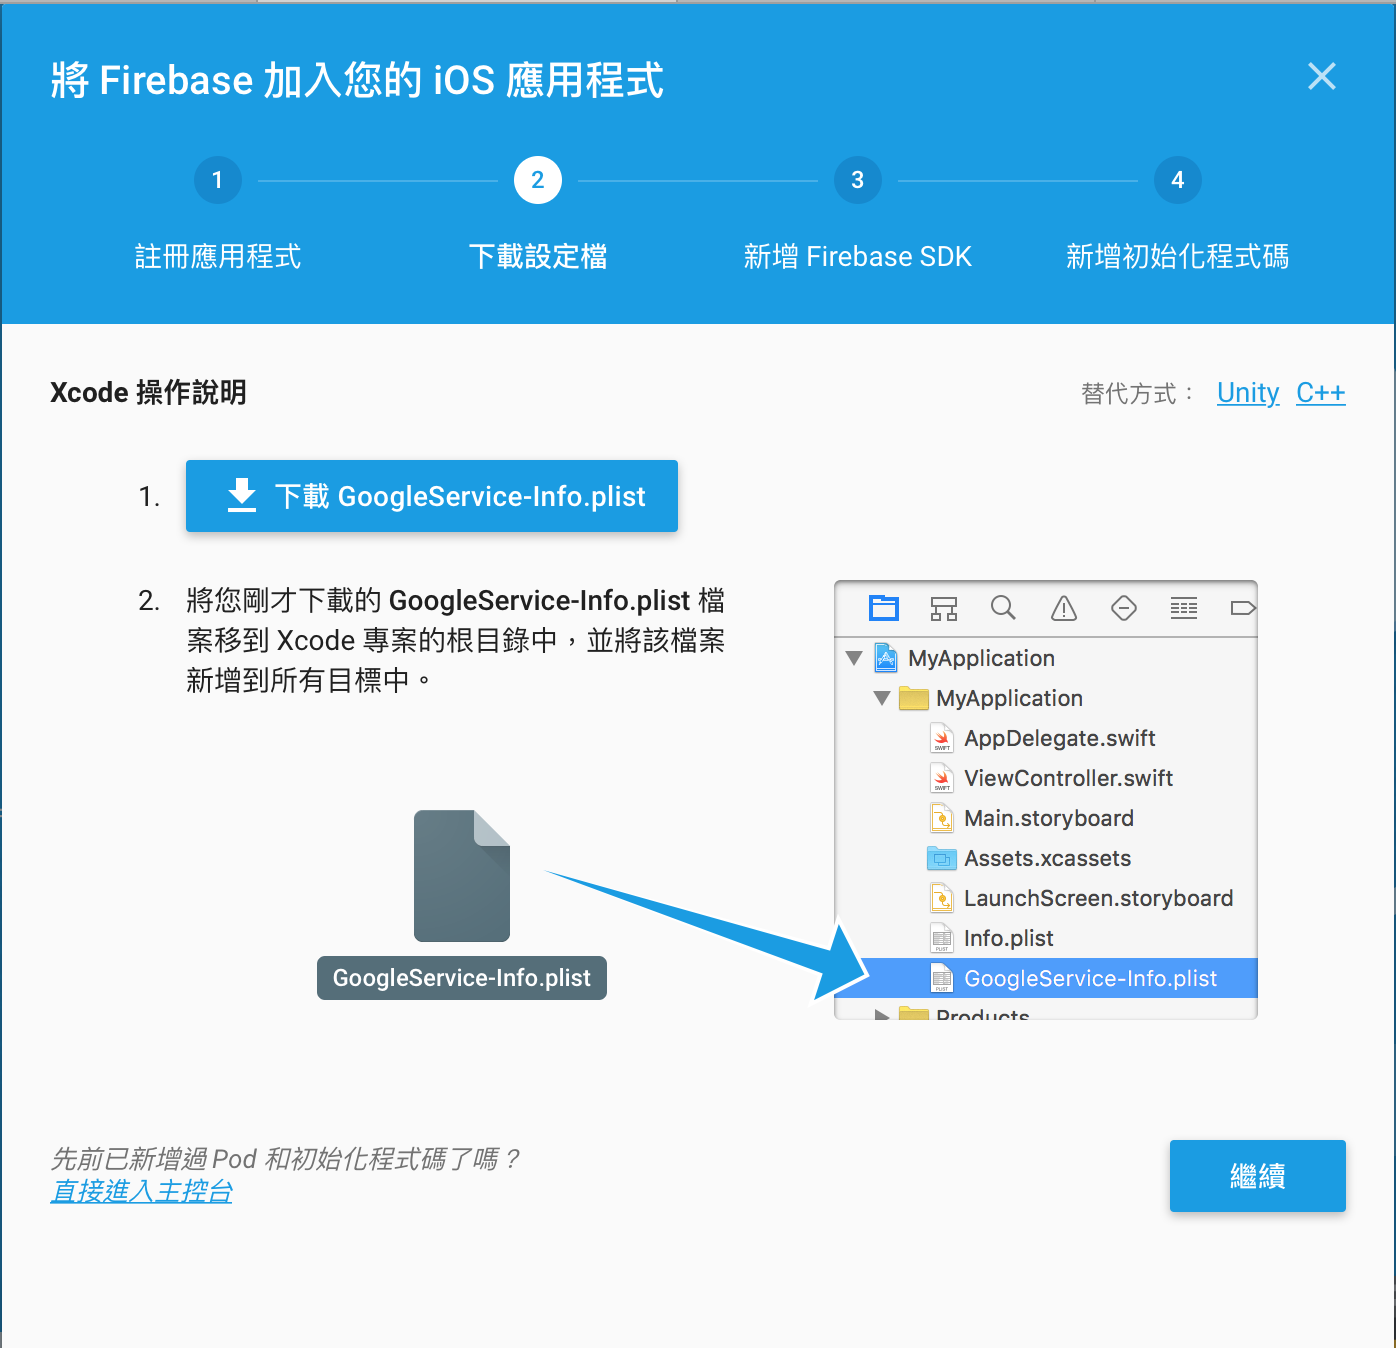 將 Firebase 加入您的 iOS 應用程式
1
2
3
4
註冊應用程式
下載設定檔
新增 Firebase SDK
新增初始化程式碼
Xcode 操作說明
替代方式： Unity C++
1. 下載 GoogleService-Info.plist
2. 將您剛才下載的 GoogleService-Info.plist 檔
案移到 Xcode 專案的根目錄中，並將該檔案
新增到所有目標中。
GoogleService-Info.plist
MyApplication
MyApplication
SWIFT AppDelegate.swift
SWIFT ViewController.swift
Main.storyboard
Assets.xcassets
LaunchScreen.storyboard
PLIST Info.plist
PLIST GoogleService-Info.plist
Products
先前已新增過 Pod 和初始化程式碼了嗎？
直接進入主控台
繼續